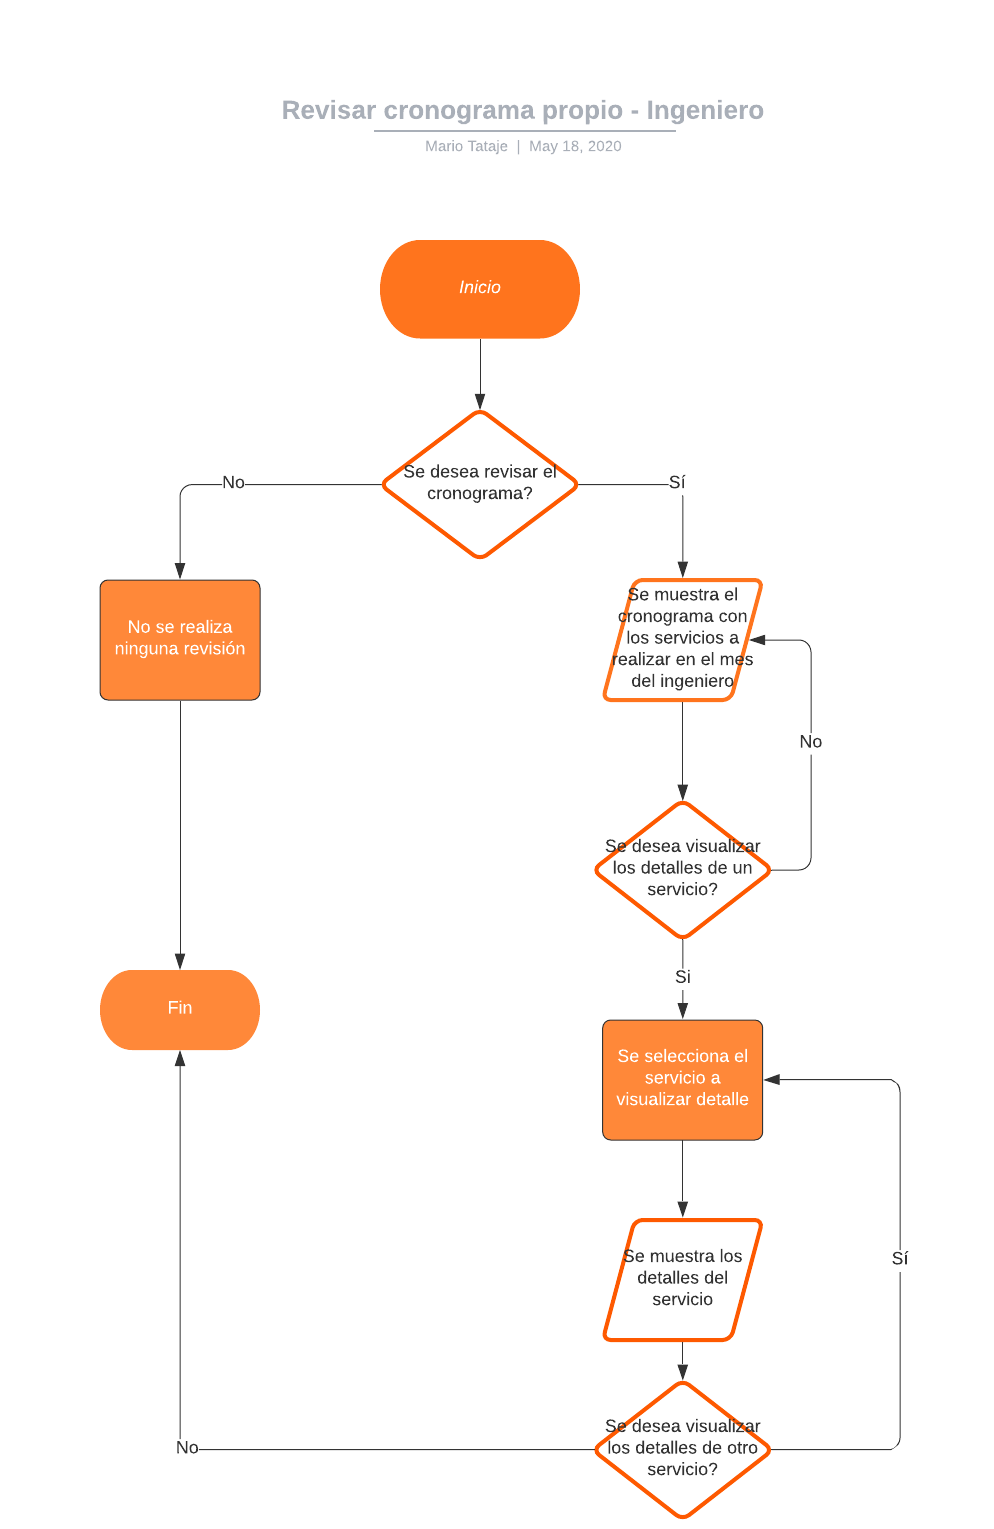 Revisar cronograma propio - Ingeniero
Mario Tataje | May 18, 2020
Inicio
Se desea revisar el
cronograma?
No
Sí
No se realiza
ninguna revisión
Se muestra el
cronograma con
los servicios a
realizar en el mes
del ingeniero
No
Se desea visualizar
los detalles de un
servicio?
Si
Fin
Se selecciona el
servicio a
visualizar detalle
Se muestra los
detalles del
servicio
Sí
Se desea visualizar
los detalles de otro
servicio?
No